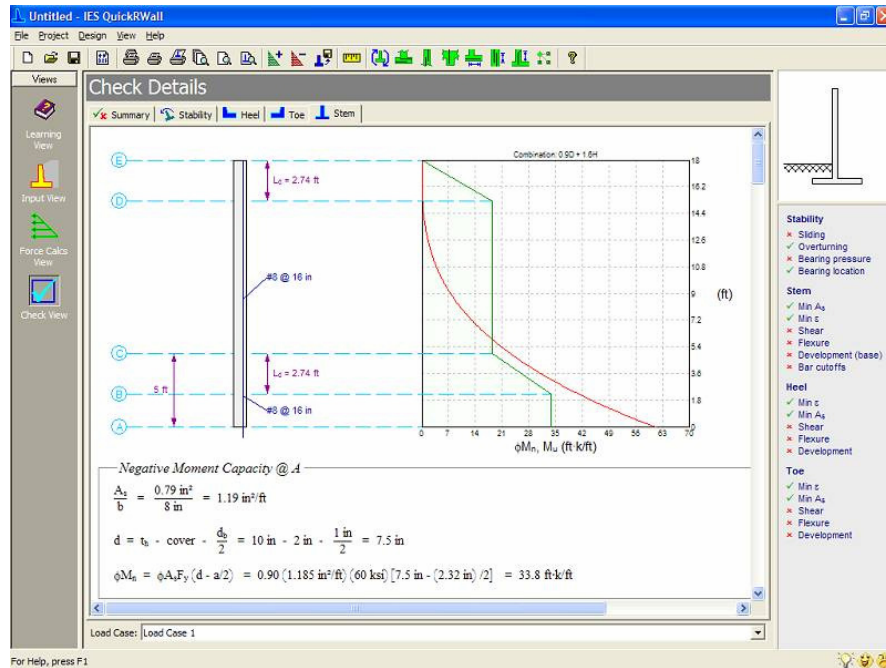 Untitled - IES QuickRWall
File Project Design View Help
Views
Learning View
Input View
Force Calcs View
Check View
Check Details
Summary Stability Heel Toe Stem
E
D
C
B
A
Lc = 2.74 ft
#8 @ 16 in
5 ft
Lc = 2.74 ft
#8 @ 16 in
Combination: 0.9D + 1.6H
18
16.2
14.4
12.6
10.8
9
7.2
5.4
3.6
1.8
0
(ft)
0 7 14 21 28 35 42 49 56 63 70
ϕMn, Mu (ft·k/ft)
Negative Moment Capacity @ A
As / b = 0.79 in² / 8 in = 1.19 in²/ft
d = th - cover - db / 2 = 10 in - 2 in - 1 in / 2 = 7.5 in
ϕMn = ϕAsFy (d - a/2) = 0.90 (1.185 in²/ft) (60 ksi) [7.5 in - (2.32 in) /2] = 33.8 ft·k/ft
Load Case: Load Case 1
Stability
Sliding
Overturning
Bearing pressure
Bearing location
Stem
Min As
Min ε
Shear
Flexure
Development (base)
Bar cutoffs
Heel
Min ε
Min As
Shear
Flexure
Development
Toe
Min ε
Min As
Shear
Flexure
Development
For Help, press F1